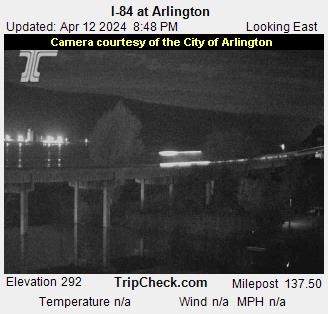 I-84 at Arlington
Updated: Apr 12 2024 8:48 PM Looking East
Camera courtesy of the City of Arlington
Elevation 292 TripCheck.com Milepost 137.50
Temperature n/a Wind n/a MPH n/a